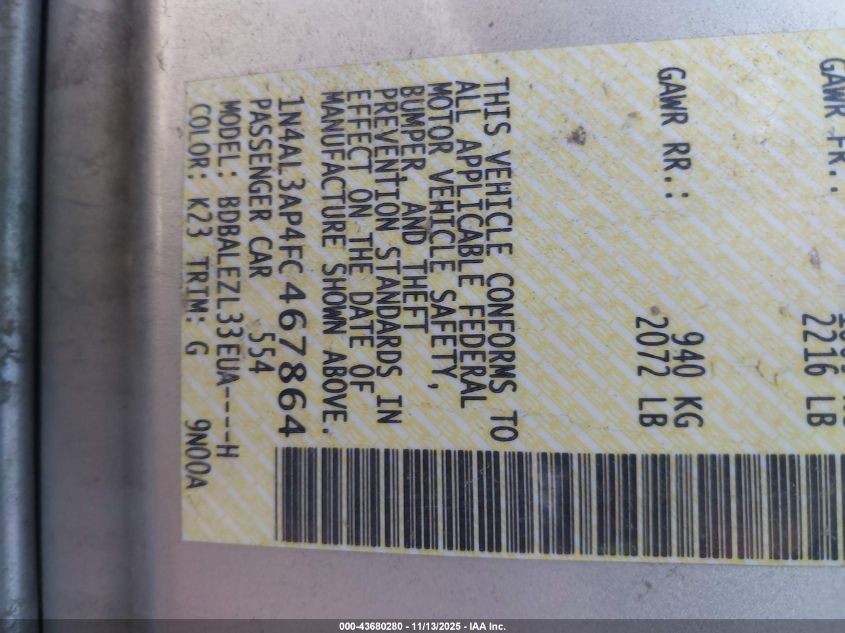 GAWR FR.:
2216 LB
GAWR RR.: 940 KG
2072 LB
THIS VEHICLE CONFORMS TO
ALL APPLICABLE FEDERAL
MOTOR VEHICLE SAFETY,
BUMPER, AND THEFT
PREVENTION STANDARDS IN
EFFECT ON THE DATE OF
MANUFACTURE SHOWN ABOVE.
1N4AL3AP4FC467864
PASSENGER CAR 554
MODEL: BDBALEZL33EUA----H
COLOR: K23 TRIM: G 9N00A
000-43680280 - 11/13/2025 - IAA Inc.